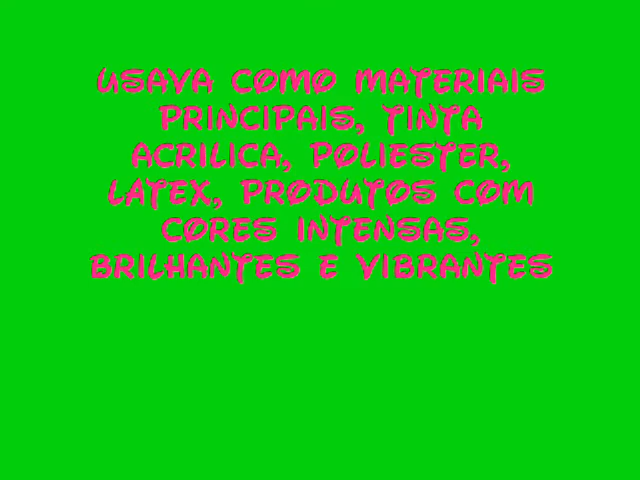 USAVA COMO MATERIAIS
PRINCIPAIS, TINTA
ACRILICA, POLIESTER,
LATEX, PRODUTOS COM
CORES INTENSAS,
BRILHANTES E VIBRANTES